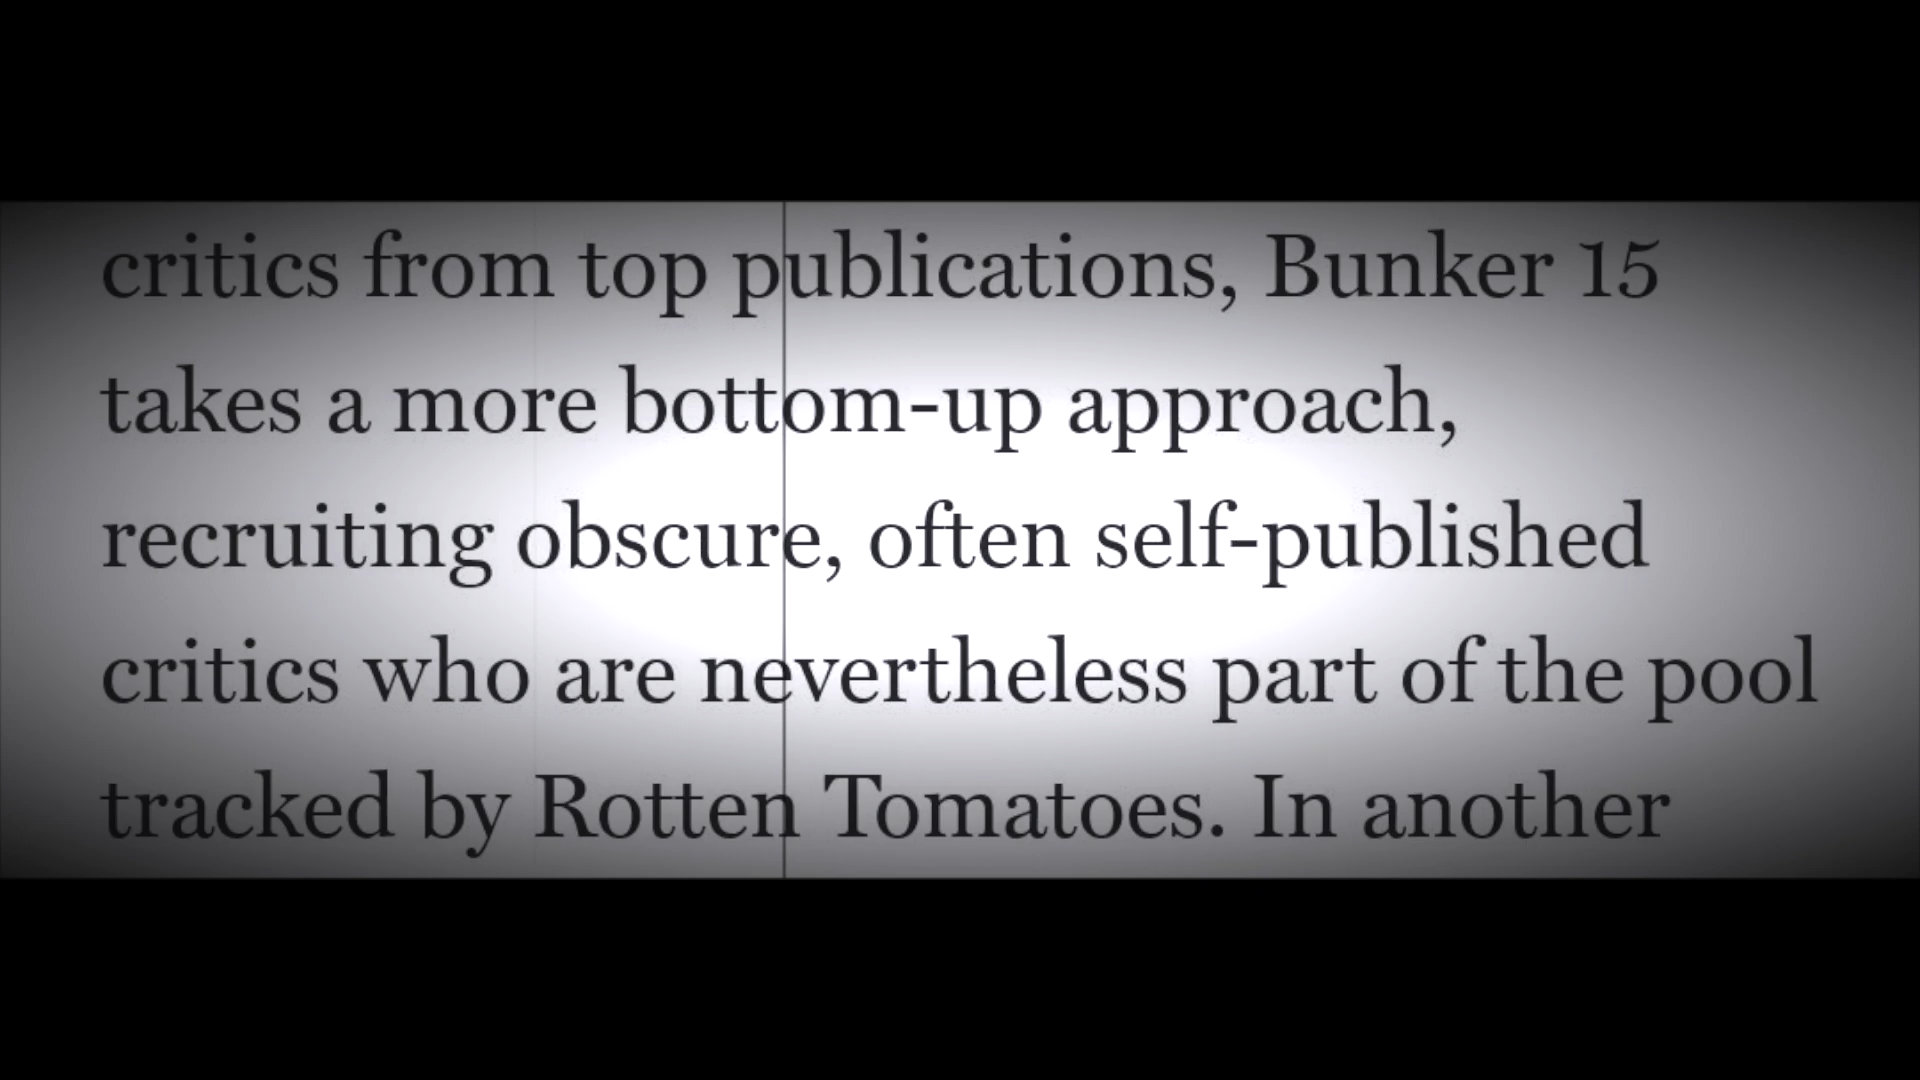 critics from top publications, Bunker 15
takes a more bottom-up approach,
recruiting obscure, often self-published
critics who are nevertheless part of the pool
tracked by Rotten Tomatoes. In another